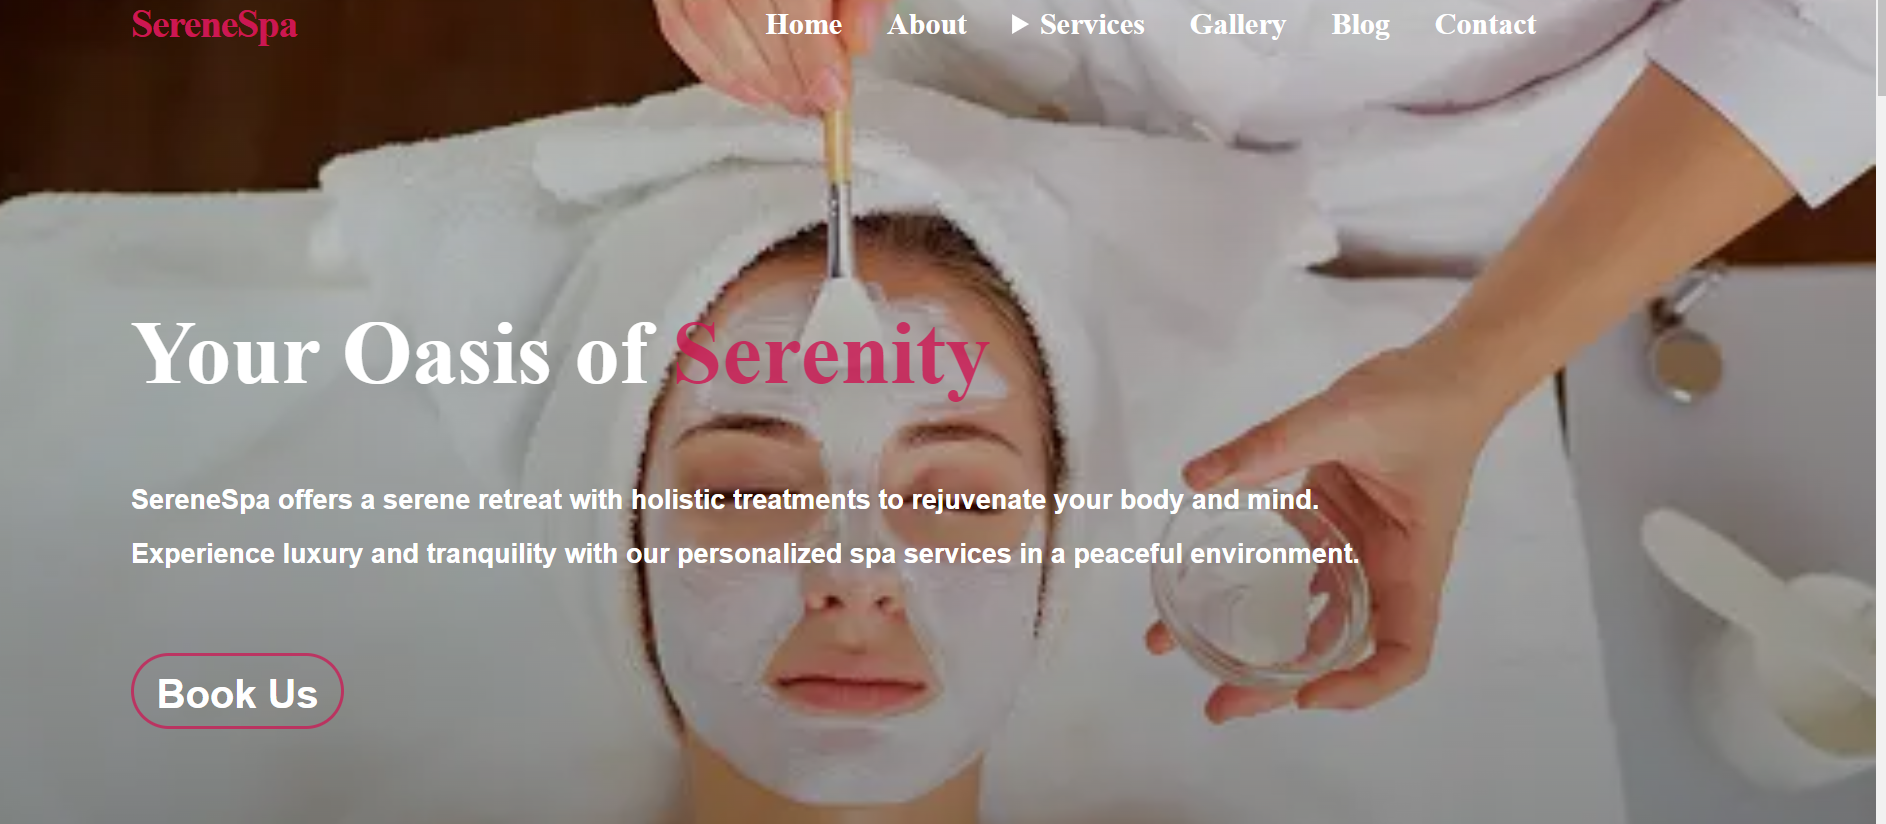 SereneSpa
Home About Services Gallery Blog Contact
Your Oasis of Serenity
SereneSpa offers a serene retreat with holistic treatments to rejuvenate your body and mind.
Experience luxury and tranquility with our personalized spa services in a peaceful environment.
Book Us